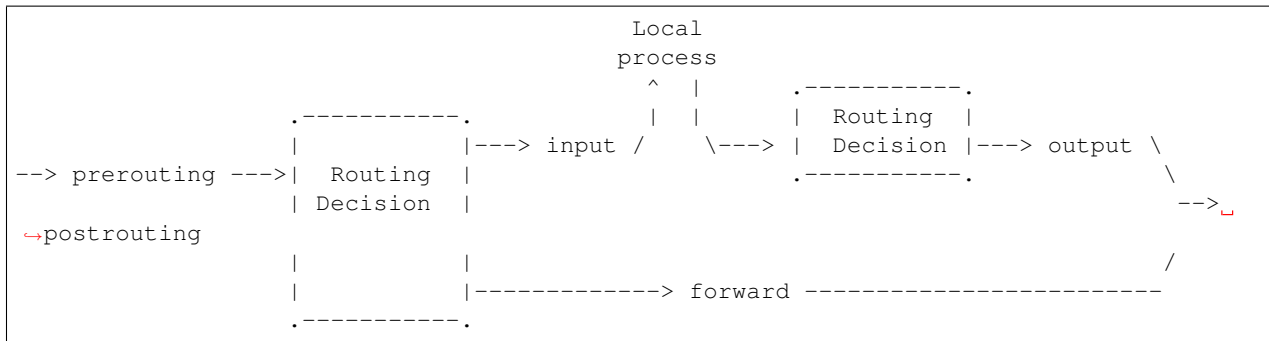 Local
                                        process
                                          ^  |       .-----------.
                   .-----------.          |  |       |  Routing  |
                   |           |---> input /    \---> |  Decision |---> output \
--> prerouting --->|  Routing  |                     .-----------.             \
                   | Decision  |                                                -->␣
↪postrouting
                   |           |                                               /
                   |           |-------------> forward -------------------------
                   .-----------.